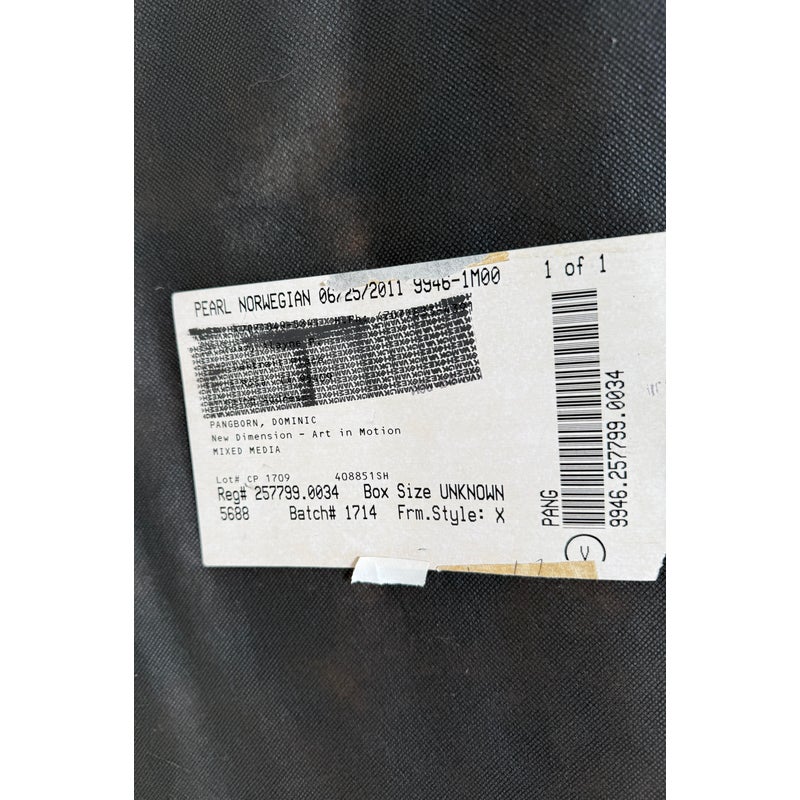 PEARL NORWEGIAN 06/25/2011 9946-1M00
1 of 1
PANGBORN, DOMINIC
New Dimension - Art in Motion
MIXED MEDIA
Lot# CP 1709 408851SH
Reg# 257799.0034 Box Size UNKNOWN
5688 Batch# 1714 Frm.Style: X
PANG
9946.257799.0034
V